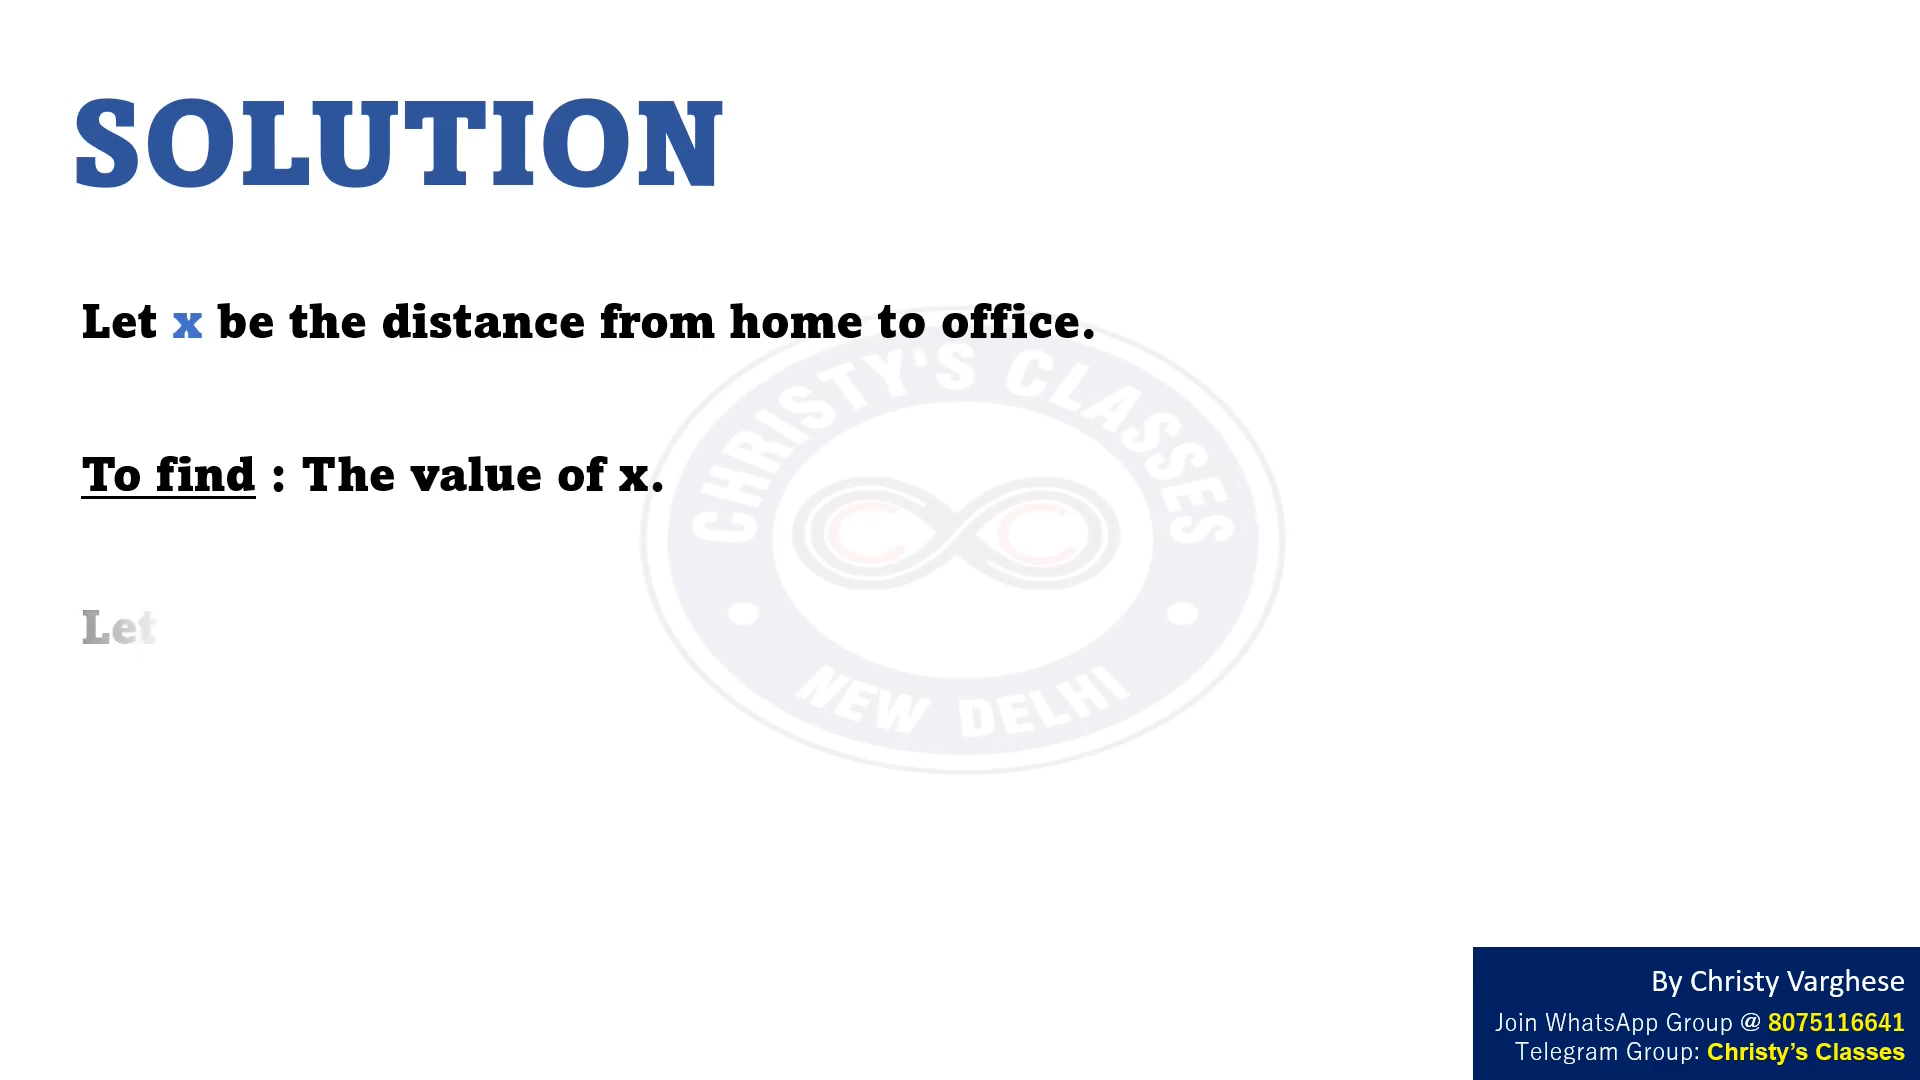 SOLUTION
Let x be the distance from home to office.
To find : The value of x.
Let
CHRISTY'S CLASSES
NEW DELHI
By Christy Varghese
Join WhatsApp Group @ 8075116641
Telegram Group: Christy’s Classes